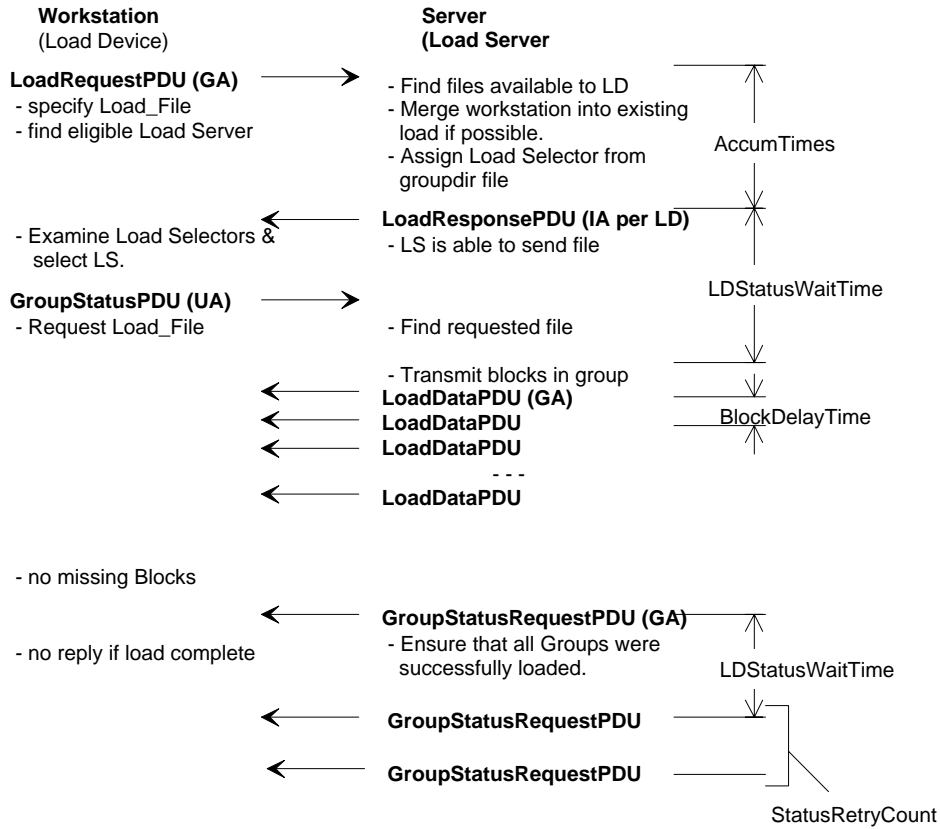 Workstation
(Load Device)
Server
(Load Server
LoadRequestPDU (GA)
- specify Load_File
- find eligible Load Server
- Find files available to LD
- Merge workstation into existing
load if possible.
- Assign Load Selector from
groupdir file
AccumTimes
LoadResponsePDU (IA per LD)
- LS is able to send file
- Examine Load Selectors &
select LS.
LDStatusWaitTime
GroupStatusPDU (UA)
- Request Load_File
- Find requested file
- Transmit blocks in group
LoadDataPDU (GA)
LoadDataPDU
LoadDataPDU
- - -
LoadDataPDU
BlockDelayTime
- no missing Blocks
GroupStatusRequestPDU (GA)
- Ensure that all Groups were
successfully loaded.
- no reply if load complete
LDStatusWaitTime
GroupStatusRequestPDU
GroupStatusRequestPDU
StatusRetryCount